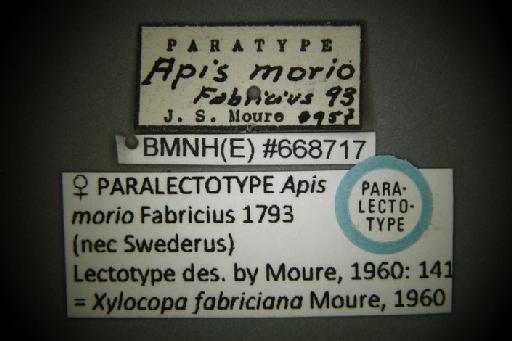 PARATYPE
Apis morio
Fabricius 93
J. S. Moure 1957
BMNH(E) #668717
♀ PARALECTOTYPE Apis
morio Fabricius 1793
(nec Swederus)
Lectotype des. by Moure, 1960: 141
= Xylocopa fabriciana Moure, 1960
PARA-
LECTO-
TYPE